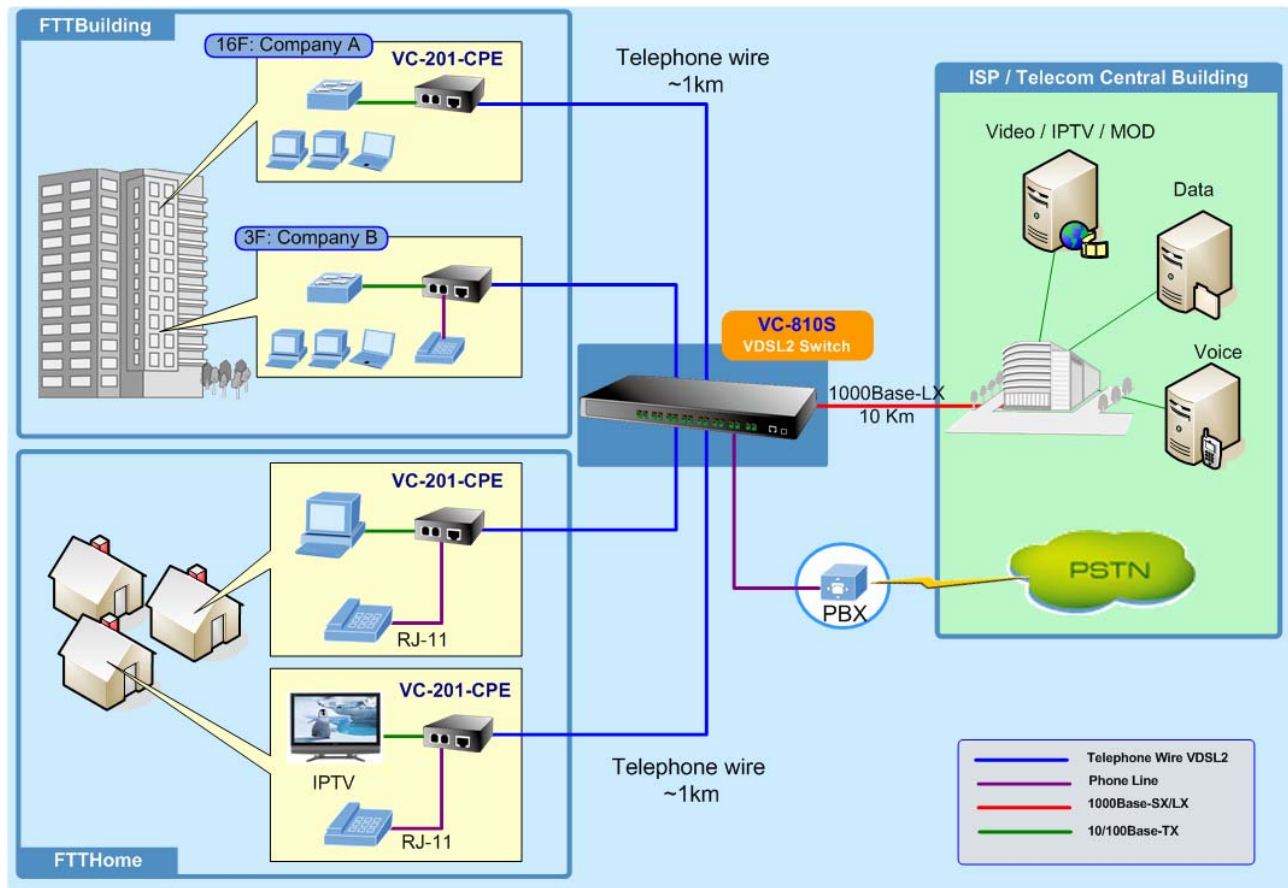 FTTBuilding
16F: Company A
VC-201-CPE
Telephone wire
~1km
3F: Company B
ISP / Telecom Central Building
Video / IPTV / MOD
Data
Voice
VC-810S
VDSL2 Switch
1000Base-LX
10 Km
PBX
PSTN
VC-201-CPE
RJ-11
VC-201-CPE
IPTV
RJ-11
FTTHome
Telephone wire
~1km
Telephone Wire VDSL2
Phone Line
1000Base-SX/LX
10/100Base-TX